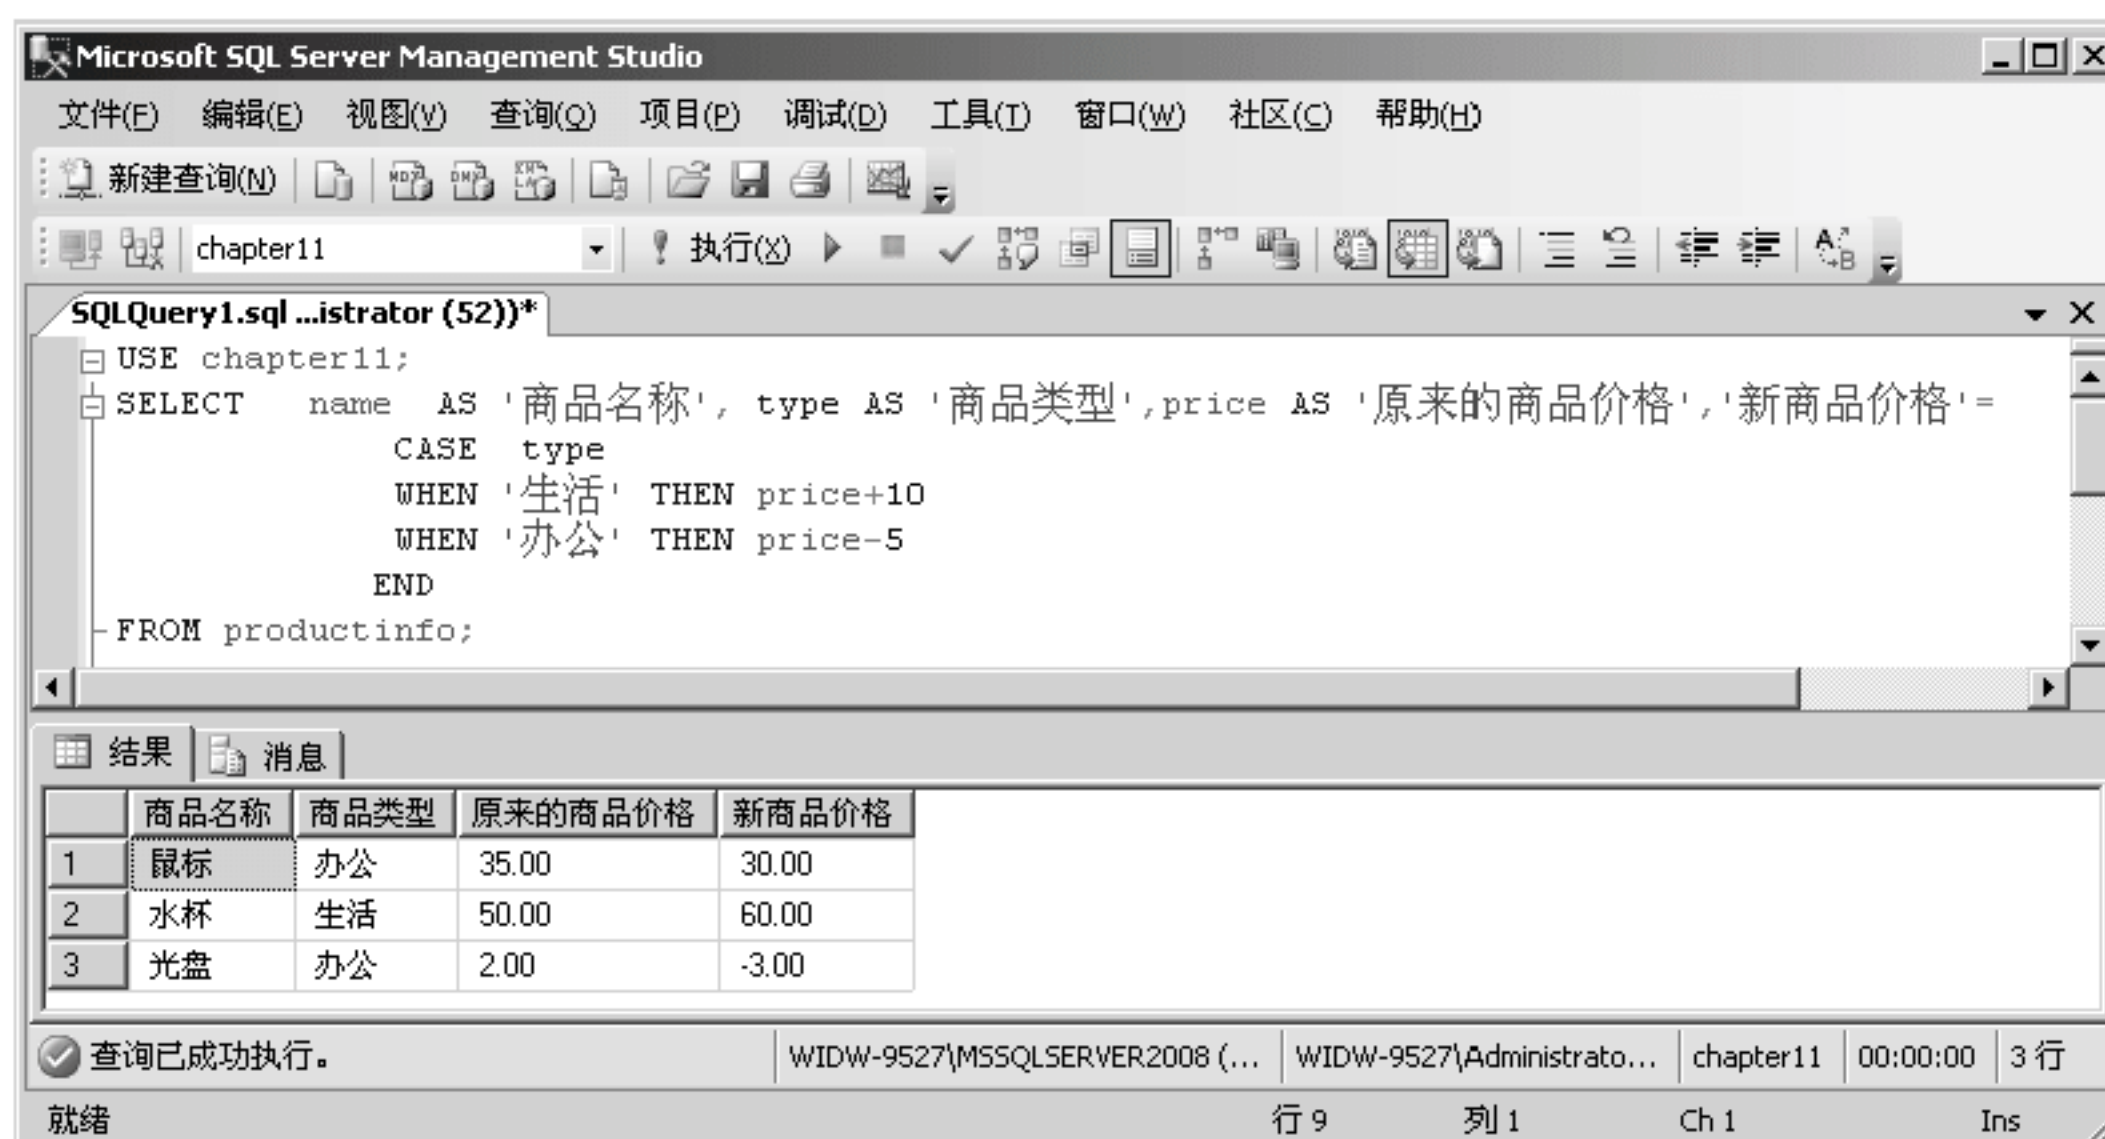 Microsoft SQL Server Management Studio
文件(F) 编辑(E) 视图(V) 查询(Q) 项目(P) 调试(D) 工具(T) 窗口(W) 社区(C) 帮助(H)
新建查询(N)
chapter11 执行(X)
SQLQuery1.sql ...istrator (52))*
USE chapter11;
SELECT name AS '商品名称', type AS '商品类型',price AS '原来的商品价格','新商品价格'=
CASE type
WHEN '生活' THEN price+10
WHEN '办公' THEN price-5
END
FROM productinfo;
结果 消息
商品名称 商品类型 原来的商品价格 新商品价格
1 鼠标 办公 35.00 30.00
2 水杯 生活 50.00 60.00
3 光盘 办公 2.00 -3.00
查询已成功执行。 WIDW-9527\MSSQLSERVER2008 (... WIDW-9527\Administrato... chapter11 00:00:00 3 行
就绪 行 9 列 1 Ch 1 Ins